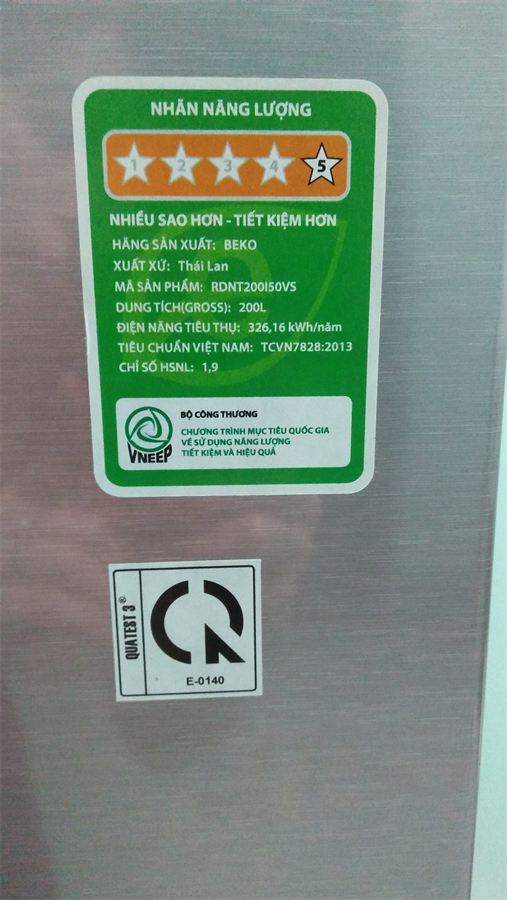 NHÃN NĂNG LƯỢNG
1 2 3 4 5
NHIỀU SAO HƠN - TIẾT KIỆM HƠN
HÃNG SẢN XUẤT: BEKO
XUẤT XỨ: Thái Lan
MÃ SẢN PHẨM: RDNT200I50VS
DUNG TÍCH(GROSS): 200L
ĐIỆN NĂNG TIÊU THỤ: 326,16 kWh/năm
TIÊU CHUẨN VIỆT NAM: TCVN7828:2013
CHỈ SỐ HSNL: 1,9
BỘ CÔNG THƯƠNG
CHƯƠNG TRÌNH MỤC TIÊU QUỐC GIA
VỀ SỬ DỤNG NĂNG LƯỢNG
TIẾT KIỆM VÀ HIỆU QUẢ
VNEEP
QUATEST 3®
E-0140